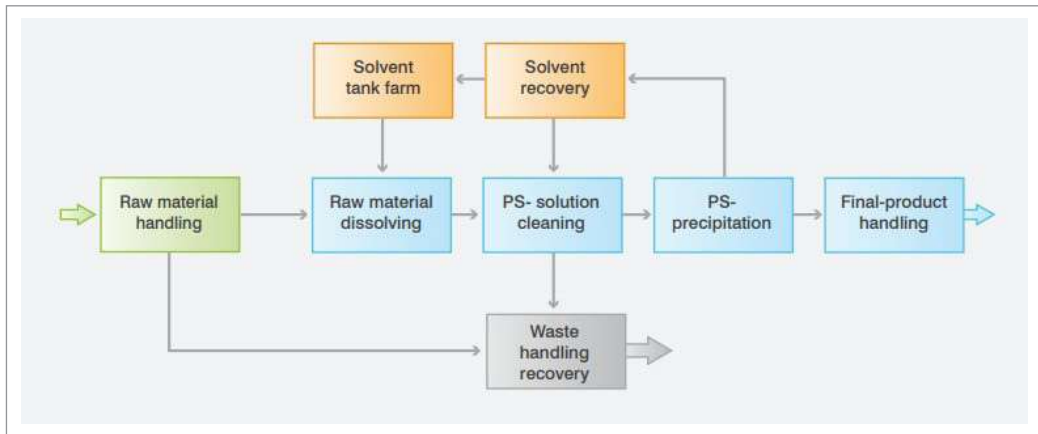 Solvent
tank farm
Solvent
recovery
Raw material
handling
Raw material
dissolving
PS- solution
cleaning
PS-
precipitation
Final-product
handling
Waste
handling
recovery